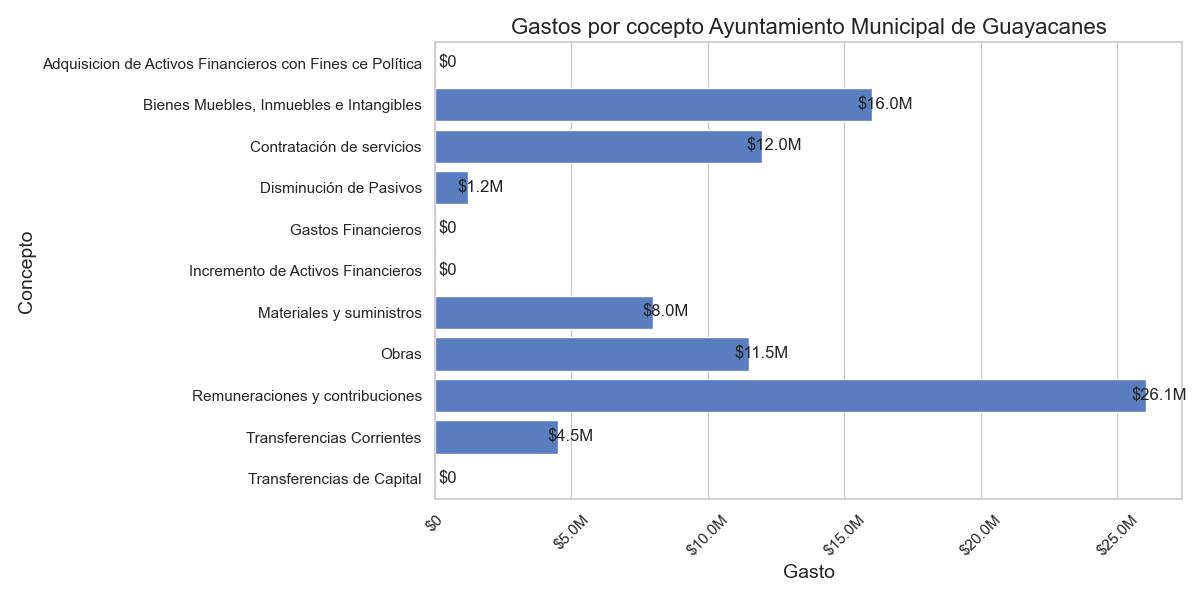 Gastos por cocepto Ayuntamiento Municipal de Guayacanes
Concepto
Adquisicion de Activos Financieros con Fines ce Política $0
Bienes Muebles, Inmuebles e Intangibles $16.0M
Contratación de servicios $12.0M
Disminución de Pasivos $1.2M
Gastos Financieros $0
Incremento de Activos Financieros $0
Materiales y suministros $8.0M
Obras $11.5M
Remuneraciones y contribuciones $26.1M
Transferencias Corrientes $4.5M
Transferencias de Capital $0
$0 $5.0M $10.0M $15.0M $20.0M $25.0M
Gasto